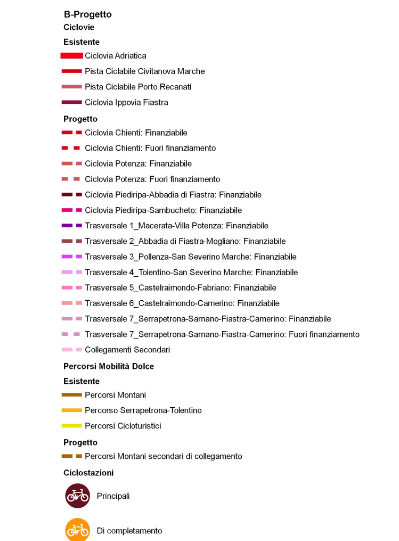 B-Progetto
Ciclovie
Esistente
Ciclovia Adriatica
Pista Ciclabile Civitanova Marche
Pista Ciclabile Porto Recanati
Ciclovia Ippovia Fiastra
Progetto
Ciclovia Chienti: Finanziabile
Ciclovia Chienti: Fuori finanziamento
Ciclovia Potenza: Finanziabile
Ciclovia Potenza: Fuori finanziamento
Ciclovia Piediripa-Abbadia di Fiastra: Finanziabile
Ciclovia Piediripa-Sambucheto: Finanziabile
Trasversale 1_Macerata-Villa Potenza: Finanziabile
Trasversale 2_Abbadia di Fiastra-Mogliano: Finanziabile
Trasversale 3_Pollenza-San Severino Marche: Finanziabile
Trasversale 4_Tolentino-San Severino Marche: Finanziabile
Trasversale 5_Castelraimondo-Fabriano: Finanziabile
Trasversale 6_Castelraimondo-Camerino: Finanziabile
Trasversale 7_Serrapetrona-Sarnano-Fiastra-Camerino: Finanziabile
Trasversale 7_Serrapetrona-Sarnano-Fiastra-Camerino: Fuori finanziamento
Collegamenti Secondari
Percorsi Mobilità Dolce
Esistente
Percorsi Montani
Percorso Serrapetrona-Tolentino
Percorsi Cicloturistici
Progetto
Percorsi Montani secondari di collegamento
Ciclostazioni
Principali
Di completamento